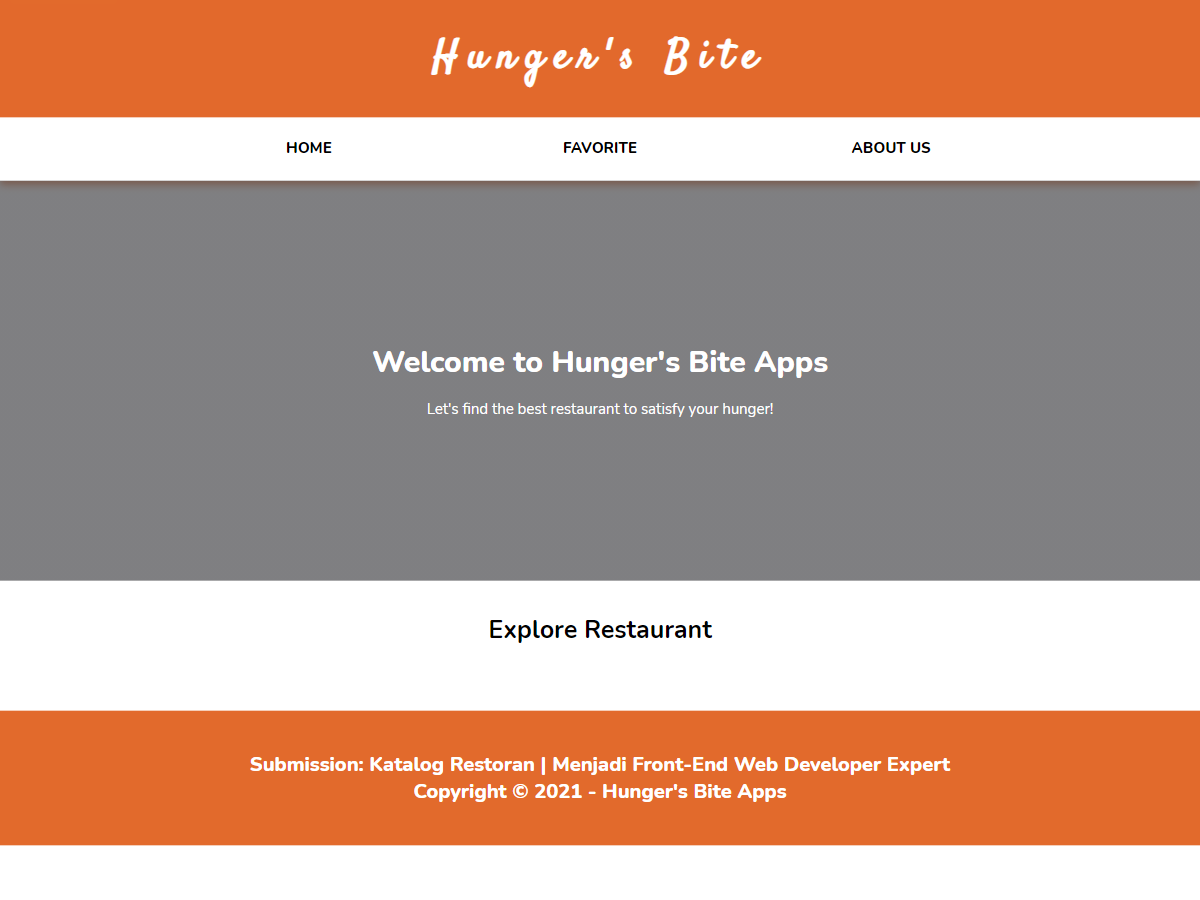 Hunger's Bite
HOME
FAVORITE
ABOUT US
Welcome to Hunger's Bite Apps
Let's find the best restaurant to satisfy your hunger!
Explore Restaurant
Submission: Katalog Restoran | Menjadi Front-End Web Developer Expert
Copyright © 2021 - Hunger's Bite Apps